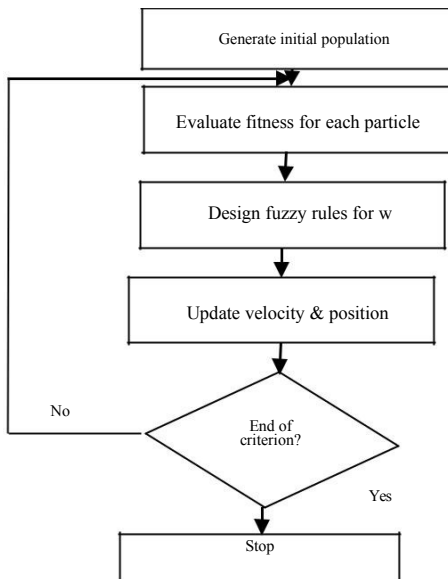 Generate initial population
Evaluate fitness for each particle
Design fuzzy rules for w
Update velocity & position
No
End of
criterion?
Yes
Stop